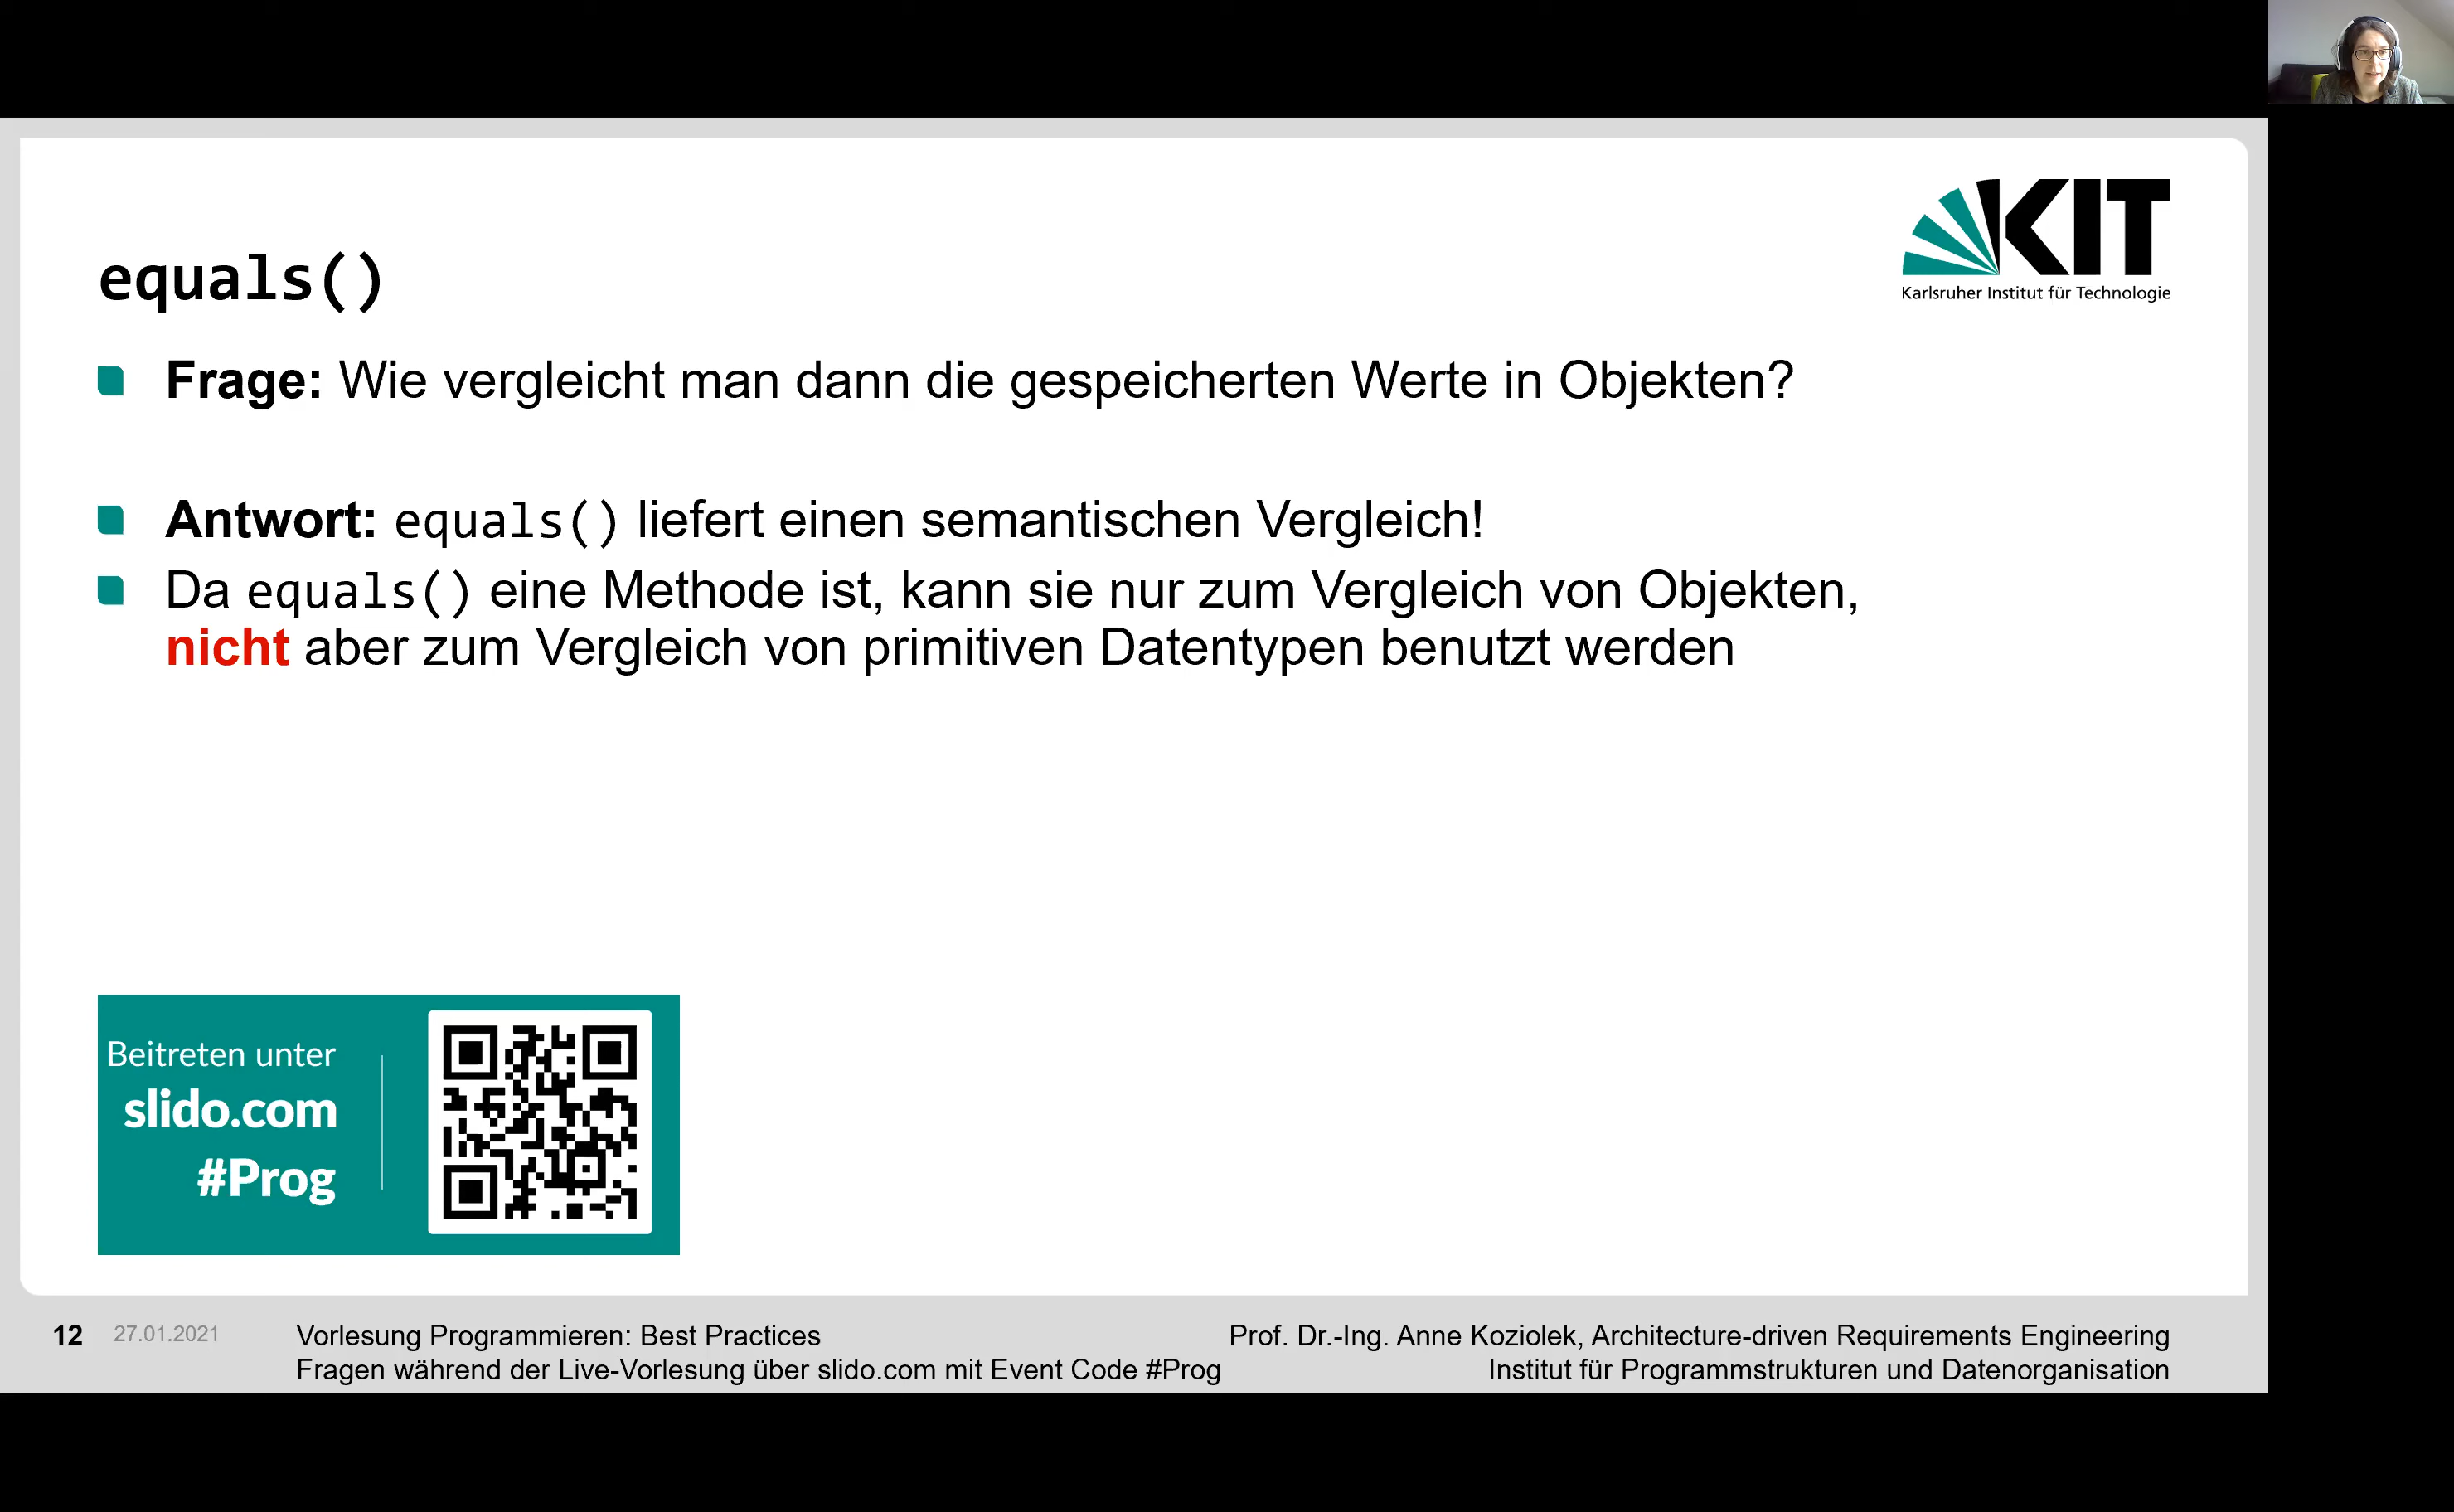 KIT
Karlsruher Institut für Technologie
equals()
Frage: Wie vergleicht man dann die gespeicherten Werte in Objekten?
Antwort: equals() liefert einen semantischen Vergleich!
Da equals() eine Methode ist, kann sie nur zum Vergleich von Objekten,
nicht aber zum Vergleich von primitiven Datentypen benutzt werden
Beitreten unter
slido.com
#Prog
12 27.01.2021
Vorlesung Programmieren: Best Practices
Fragen während der Live-Vorlesung über slido.com mit Event Code #Prog
Prof. Dr.-Ing. Anne Koziolek, Architecture-driven Requirements Engineering
Institut für Programmstrukturen und Datenorganisation